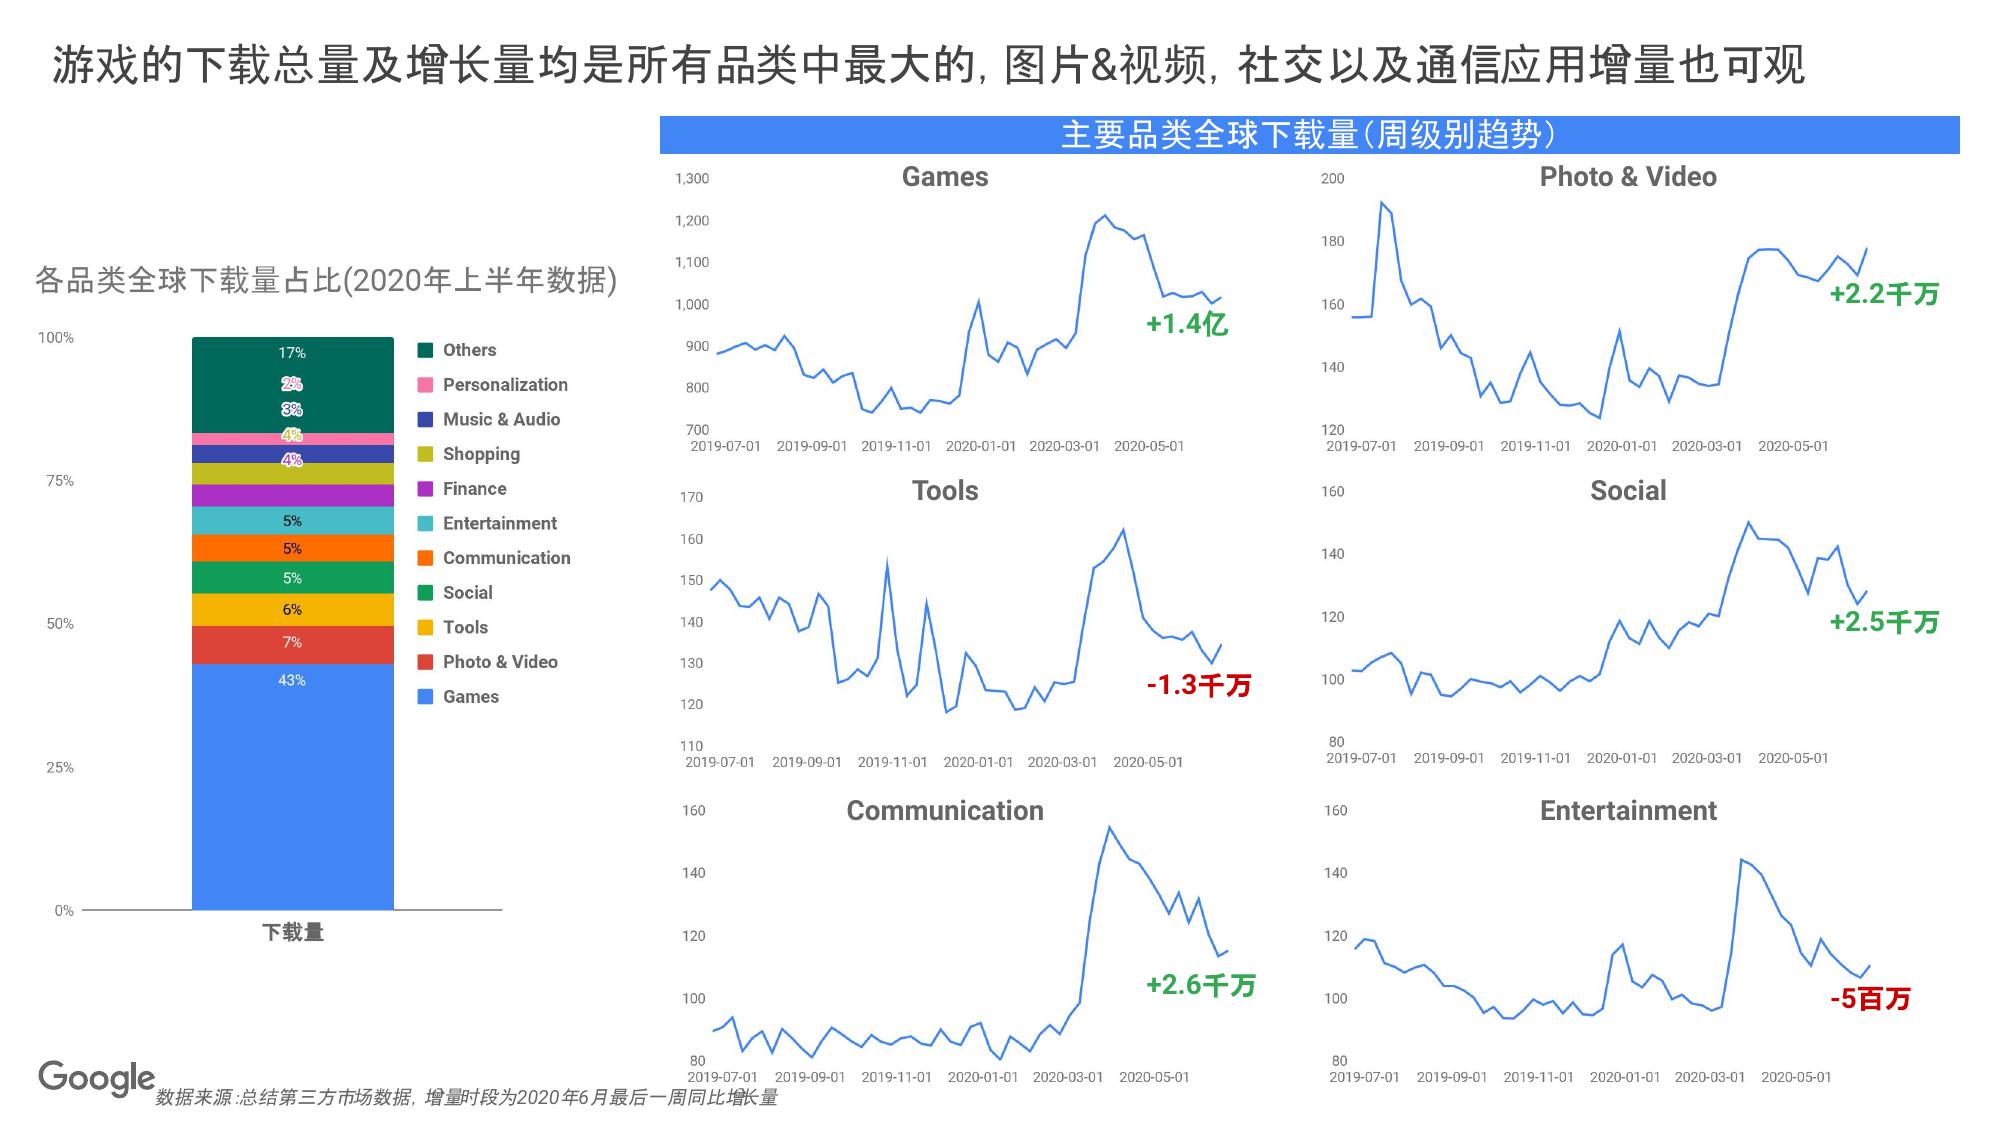 游戏的下载总量及增长量均是所有品类中最大的, 图片&视频, 社交以及通信应用增量也可观
各品类全球下载量占比(2020年上半年数据)
100%
75%
50%
25%
0%
17%
2%
3%
4%
4%
5%
5%
5%
6%
7%
43%
下载量
Others
Personalization
Music & Audio
Shopping
Finance
Entertainment
Communication
Social
Tools
Photo & Video
Games
主要品类全球下载量(周级别趋势)
Games
1,300
1,200
1,100
1,000
900
800
700
2019-07-01 2019-09-01 2019-11-01 2020-01-01 2020-03-01 2020-05-01
+1.4亿
Photo & Video
200
180
160
140
120
2019-07-01 2019-09-01 2019-11-01 2020-01-01 2020-03-01 2020-05-01
+2.2千万
Tools
170
160
150
140
130
120
110
2019-07-01 2019-09-01 2019-11-01 2020-01-01 2020-03-01 2020-05-01
-1.3千万
Social
160
140
120
100
80
2019-07-01 2019-09-01 2019-11-01 2020-01-01 2020-03-01 2020-05-01
+2.5千万
Communication
160
140
120
100
80
2019-07-01 2019-09-01 2019-11-01 2020-01-01 2020-03-01 2020-05-01
+2.6千万
Entertainment
160
140
120
100
80
2019-07-01 2019-09-01 2019-11-01 2020-01-01 2020-03-01 2020-05-01
-5百万
Google
数据来源:总结第三方市场数据, 增量时段为2020年6月最后一周同比增长量